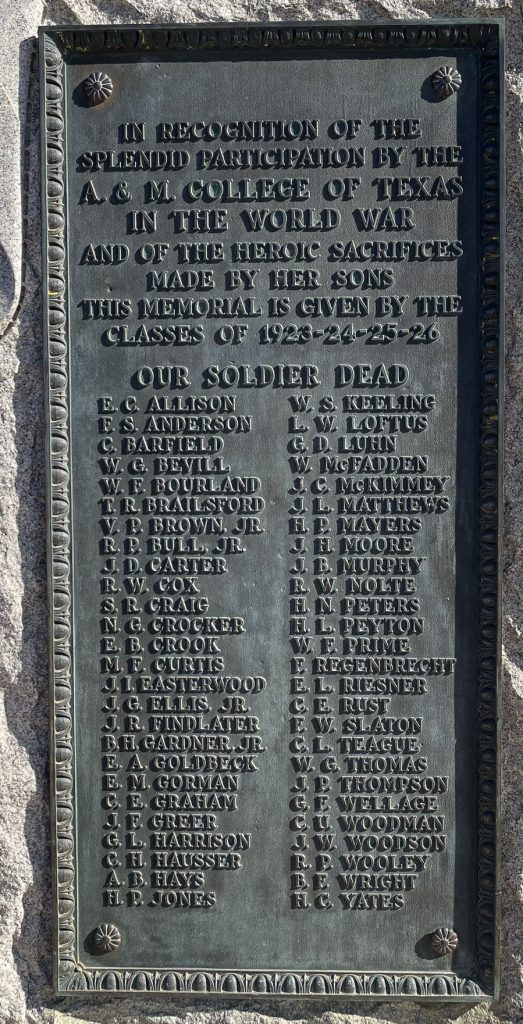 IN RECOGNITION OF THE
SPLENDID PARTICIPATION BY THE
A. & M. COLLEGE OF TEXAS
IN THE WORLD WAR
AND OF THE HEROIC SACRIFICES
MADE BY HER SONS
THIS MEMORIAL IS GIVEN BY THE
CLASSES OF 1923-24-25-26
OUR SOLDIER DEAD
E. C. ALLISON
F. S. ANDERSON
C. BARFIELD
W. G. BEVILL
W. F. BOURLAND
T. R. BRAILSFORD
V. P. BROWN, JR.
R. P. BULL, JR.
J. D. CARTER
R. W. COX
S. R. CRAIG
N. G. CROCKER
E. B. CROOK
M. F. CURTIS
J. I. EASTERWOOD
J. G. ELLIS, JR.
J. R. FINDLATER
B. H. GARDNER, JR.
E. A. GOLDBECK
E. M. GORMAN
C. E. GRAHAM
J. F. GREER
G. L. HARRISON
C. H. HAUSSER
A. B. HAYS
H. P. JONES
W. S. KEELING
L. W. LOFTUS
G. D. LUHN
W. McFADDEN
J. C. McKIMMEY
J. L. MATTHEWS
H. P. MAYERS
J. H. MOORE
J. B. MURPHY
R. W. NOLTE
H. N. PETERS
H. L. PEYTON
W. F. PRIME
F. REGENBRECHT
E. L. RIESNER
C. E. RUST
F. W. SLATON
C. L. TEAGUE
W. G. THOMAS
J. P. THOMPSON
G. F. WELLAGE
C. U. WOODMAN
J. W. WOODSON
R. P. WOOLEY
B. F. WRIGHT
H. C. YATES